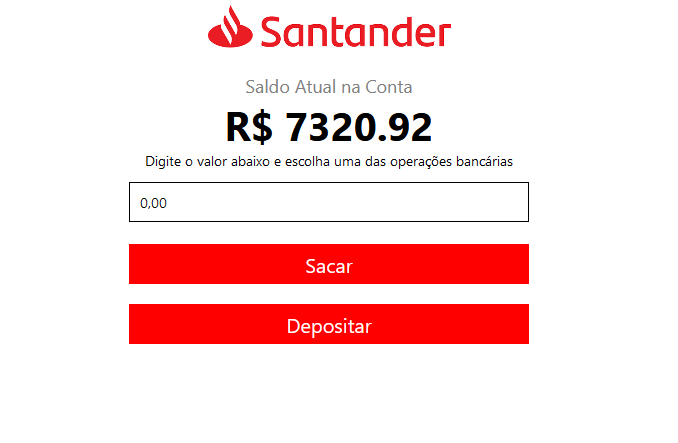 Santander
Saldo Atual na Conta
R$ 7320.92
Digite o valor abaixo e escolha uma das operações bancárias
0,00
Sacar
Depositar